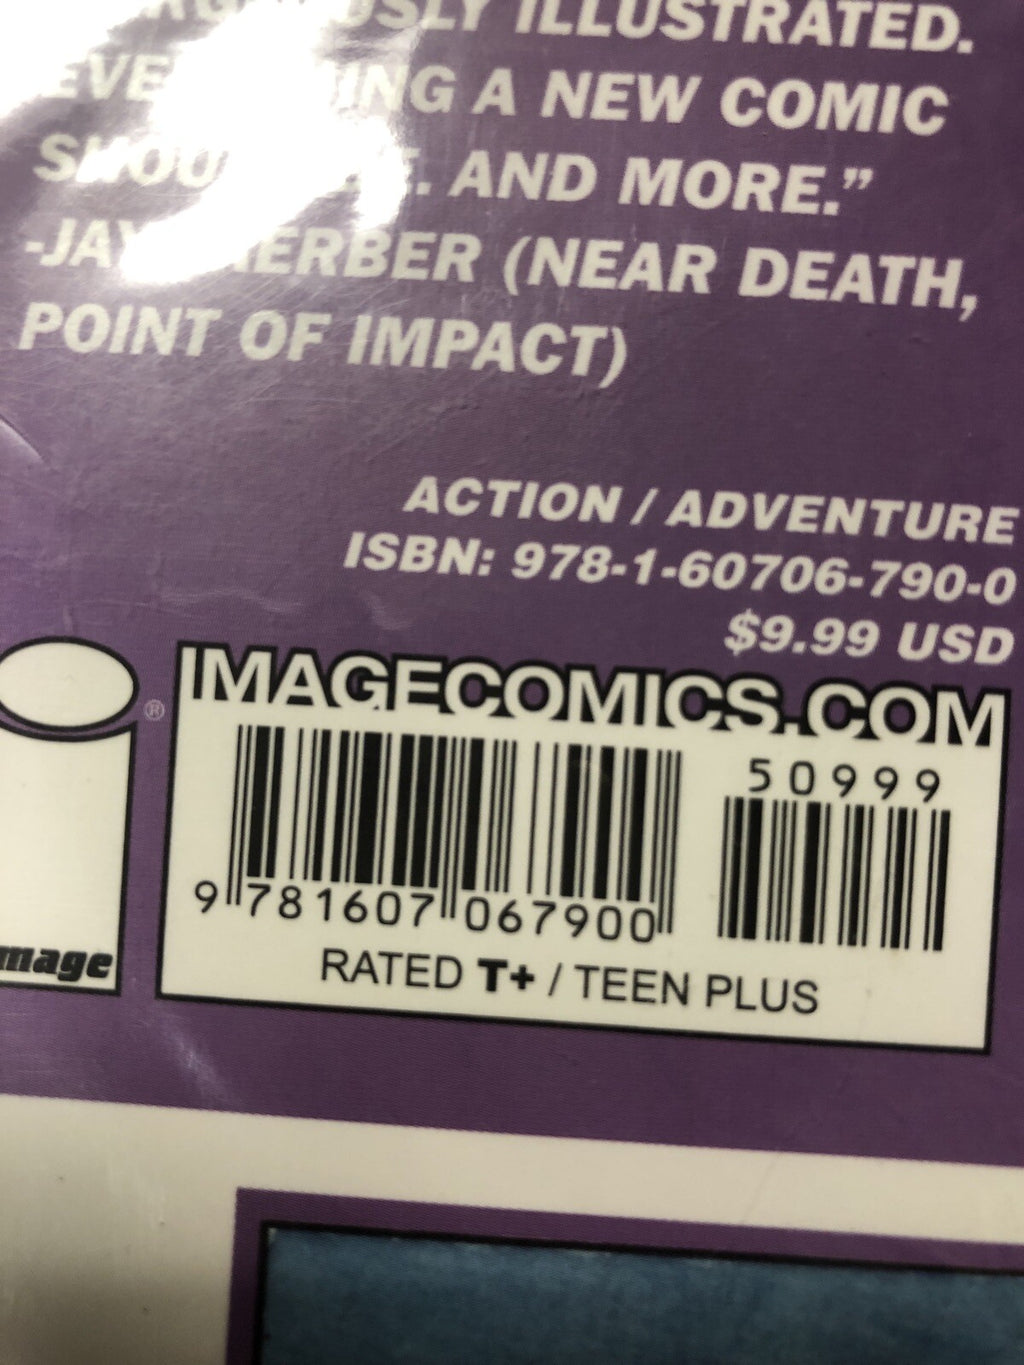 ILLUSTRATED.
A NEW COMIC
AND MORE.”
(NEAR DEATH,
POINT OF IMPACT)
ACTION / ADVENTURE
ISBN: 978-1-60706-790-0
$9.99 USD
IMAGECOMICS.COM
®
50999
9 781607 067900
image
RATED T+ / TEEN PLUS